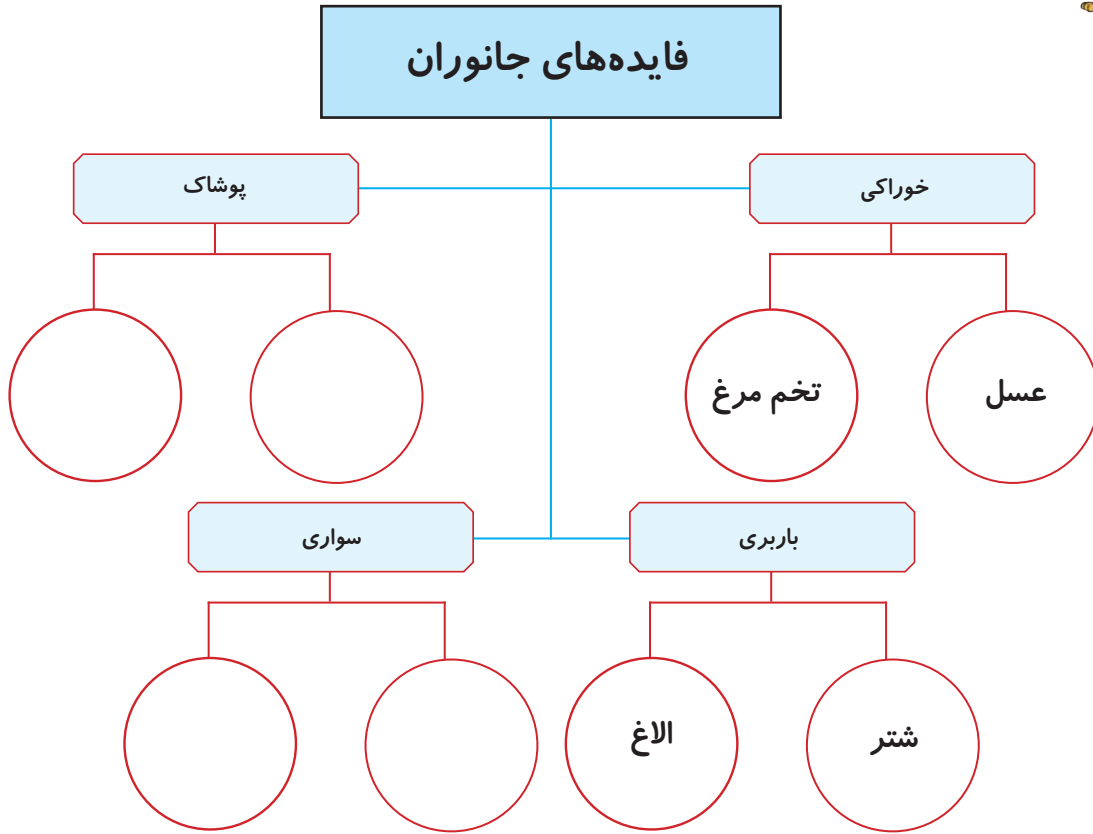 فایده‌های جانوران
خوراکی
پوشاک
عسل
تخم مرغ
باربری
سواری
شتر
الاغ